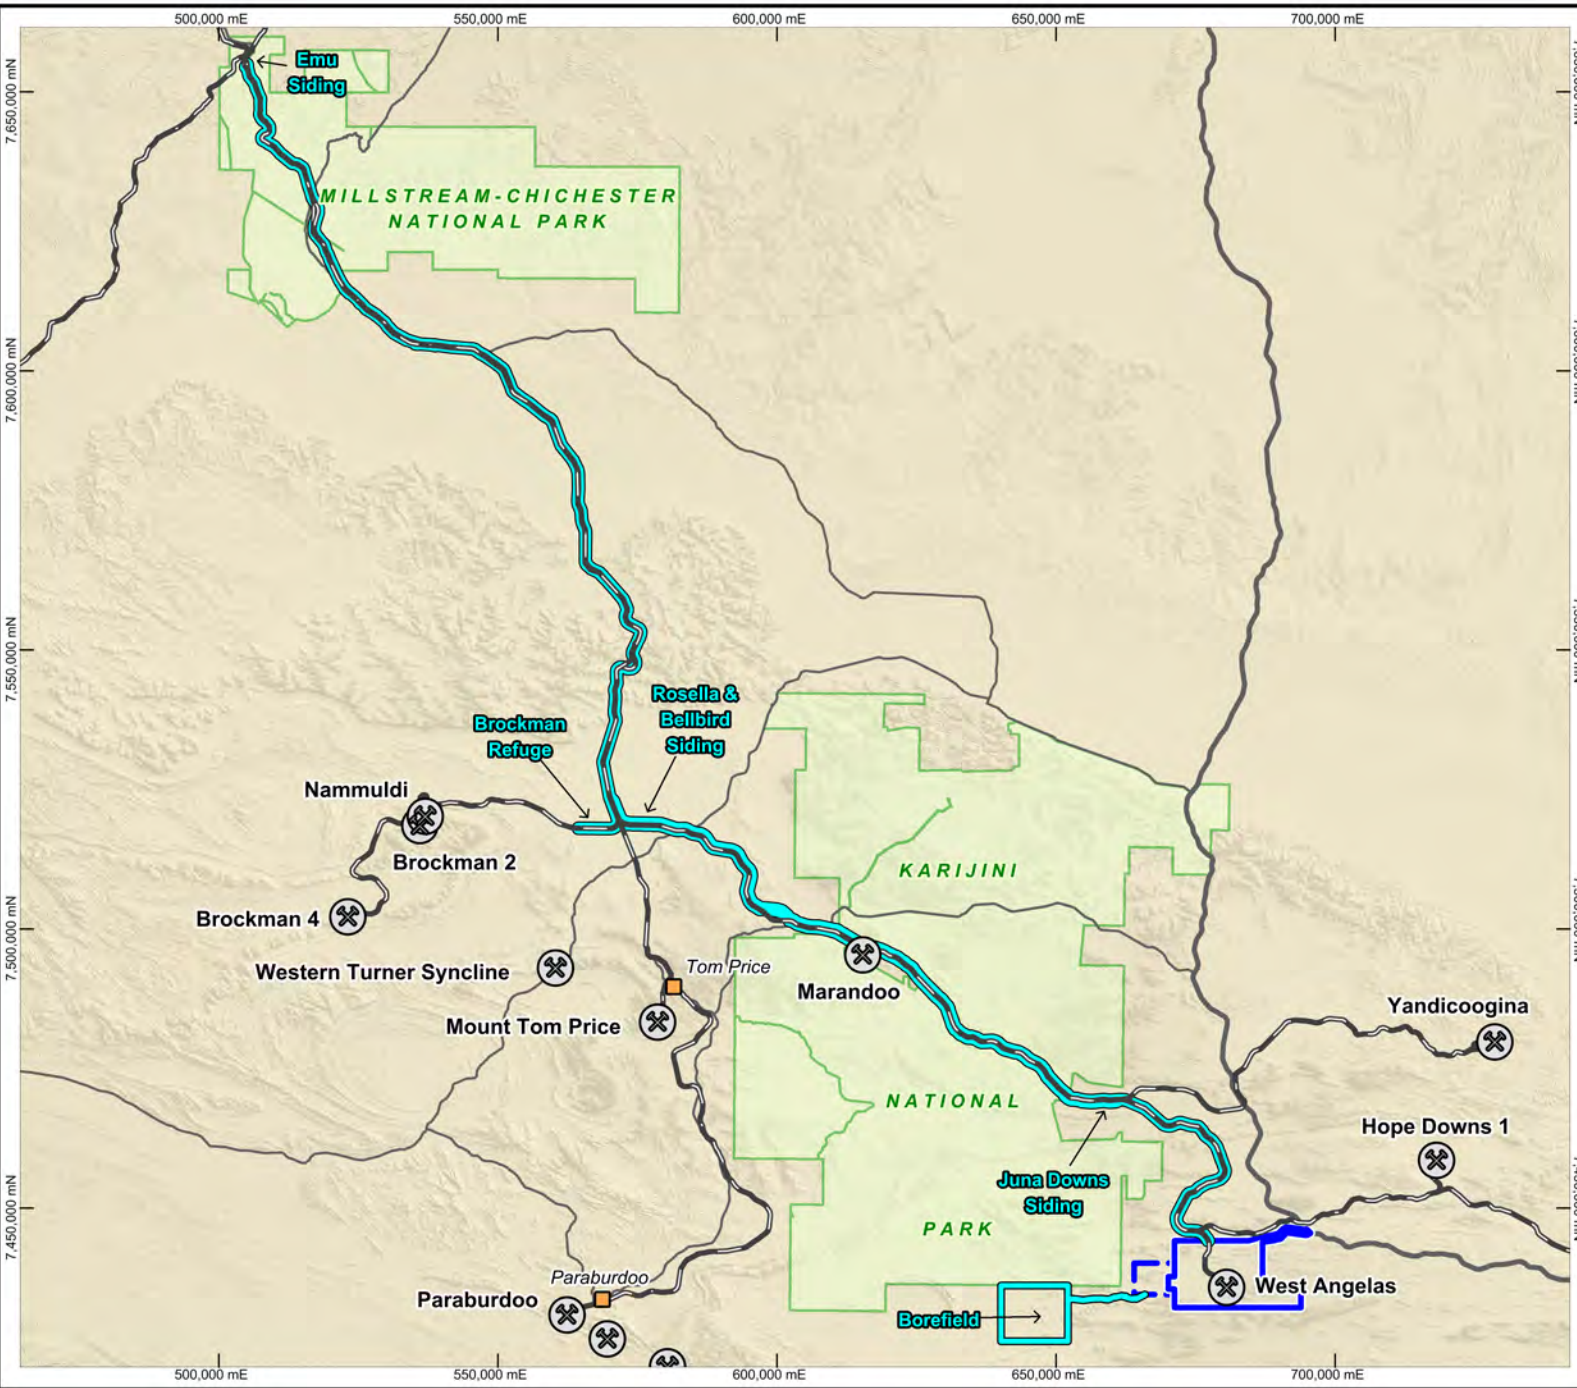 500,000 mE
550,000 mE
600,000 mE
650,000 mE
700,000 mE
7,650,000 mN
7,600,000 mN
7,550,000 mN
7,500,000 mN
7,450,000 mN
Emu
Siding
MILLSTREAM-CHICHESTER
NATIONAL PARK
Rosella &
Bellbird
Siding
Brockman
Refuge
Nammuldi
Brockman 2
Brockman 4
KARIJINI
Western Turner Syncline
Tom Price
Marandoo
Mount Tom Price
Yandicoogina
NATIONAL
Hope Downs 1
Juna Downs
Siding
PARK
Paraburdoo
Paraburdoo
West Angelas
Borefield
500,000 mE
550,000 mE
600,000 mE
650,000 mE
700,000 mE